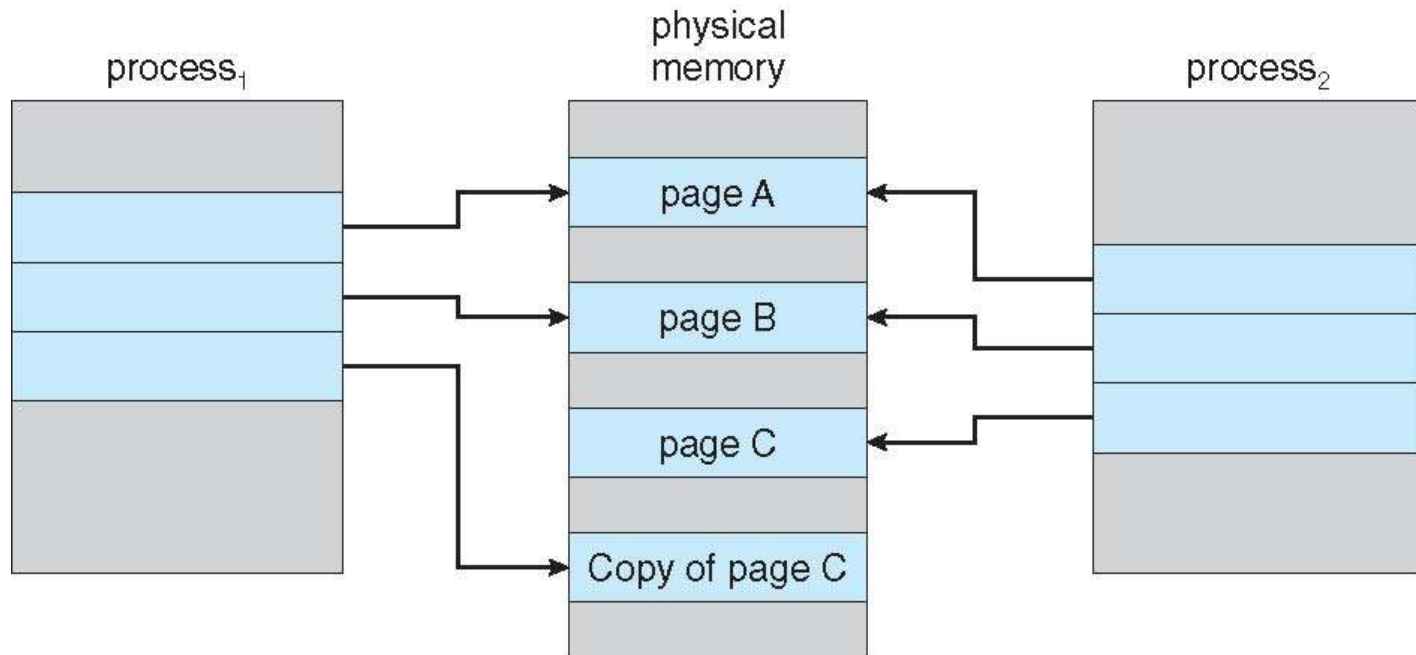 process₁
physical
memory
process₂
page A
page B
page C
Copy of page C